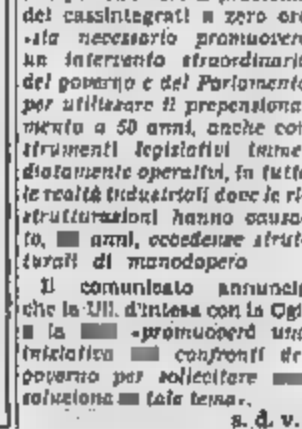 dei cassintegrati a zero ore
«sia necessario promuovere
un intervento straordinario
del governo e del Parlamento
per utilizzare il prepensiona-
mento a 50 anni, anche con
strumenti legislativi imme-
diatamente operativi, in tutte
le realtà industriali dove le ri-
strutturazioni hanno causa-
to, anni, eccedenze strut-
turali di manodopera
Il comunicato annuncia
che la Uil, d'intesa con la Cgil
e la «promuoverà una
iniziativa confronti del
governo per sollecitare
soluzione tale tema».
s. d. v.